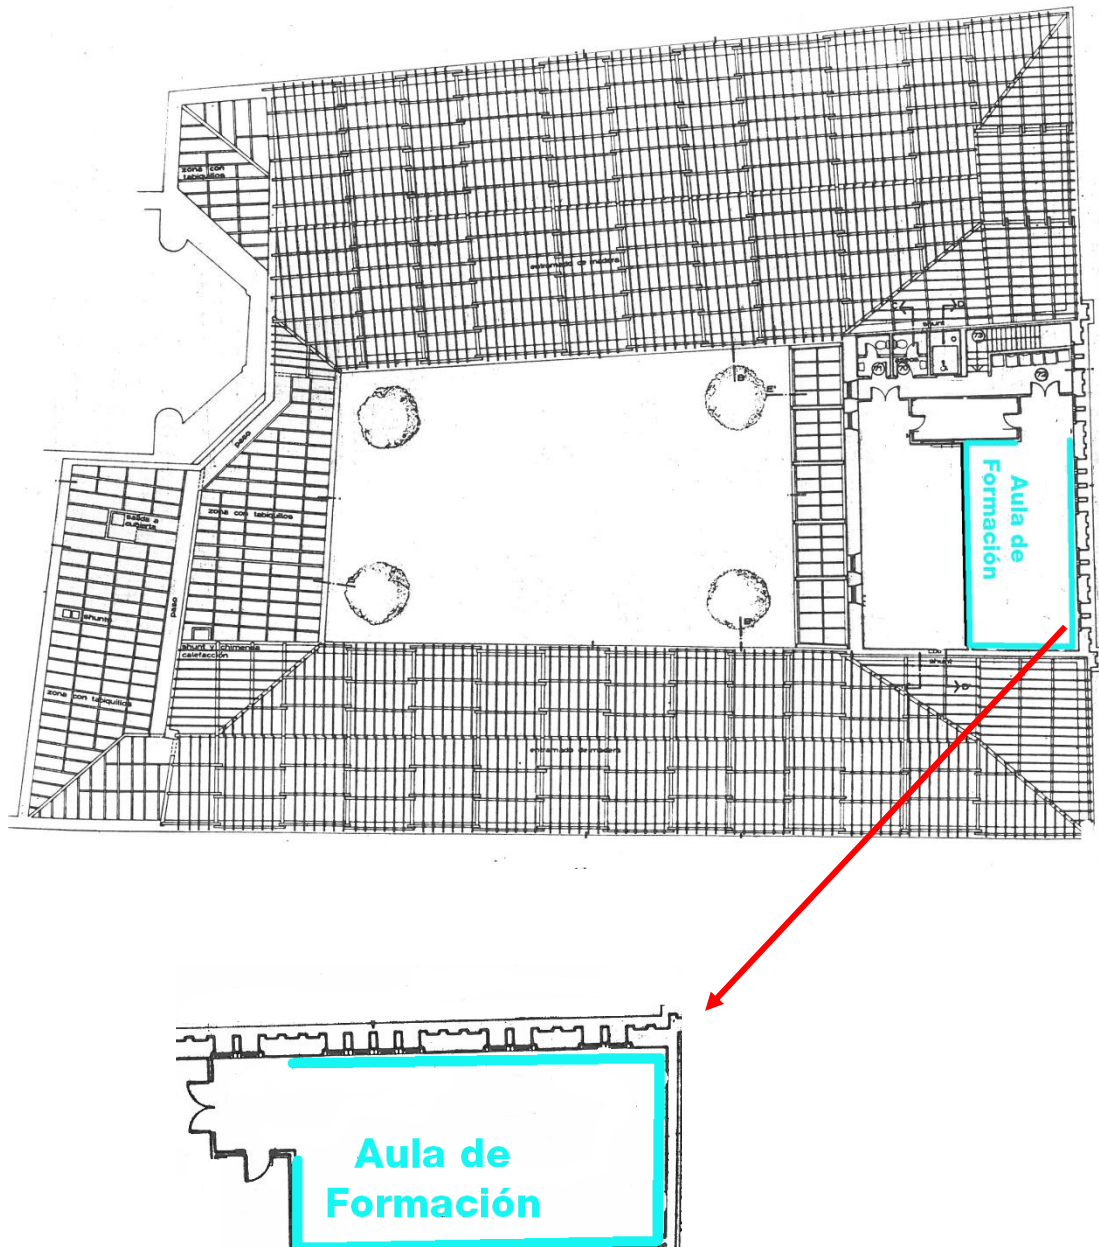 zona con
tabiquillos
entramado de madera
shunt
Aula de
Formación
paso
salida a
cubierta
zona con tabiquillos
shunts
paso
shunt y chimenea
calefacción
shunt
zona con tabiquillos
entramado de madera
Aula de
Formación